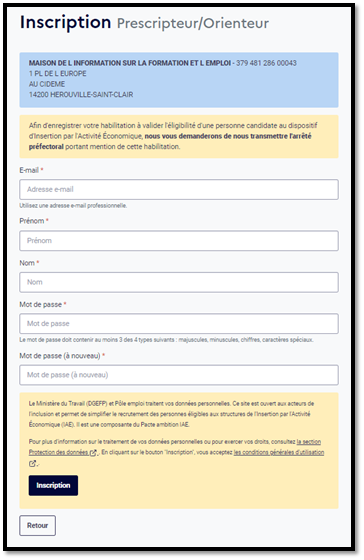 Inscription Prescripteur/Orienteur
MAISON DE L INFORMATION SUR LA FORMATION ET L EMPLOI - 379 481 286 00043
1 PL DE L EUROPE
AU CIDEME
14200 HEROUVILLE-SAINT-CLAIR
Afin d'enregistrer votre habilitation à valider l'éligibilité d'une personne candidate au dispositif
d'Insertion par l'Activité Économique, nous vous demanderons de nous transmettre l'arrêté
préfectoral portant mention de cette habilitation.
E-mail *
Adresse e-mail
Utilisez une adresse e-mail professionnelle.
Prénom *
Prénom
Nom *
Nom
Mot de passe *
Mot de passe
Le mot de passe doit contenir au moins 3 des 4 types suivants : majuscules, minuscules, chiffres, caractères spéciaux.
Mot de passe (à nouveau) *
Mot de passe (à nouveau)
Le Ministère du Travail (DGEFP) et Pôle emploi traitent vos données personnelles. Ce site est ouvert aux acteurs de
l'inclusion et permet de simplifier le recrutement des personnes éligibles aux structures de l'Insertion par l'Activité
Économique (IAE). Il est une composante du Pacte ambition IAE.
Pour plus d'information sur le traitement de vos données personnelles ou pour exercer vos droits, consultez la section
Protection des données. En cliquant sur le bouton "Inscription", vous acceptez les conditions générales d'utilisation
.
Inscription
Retour